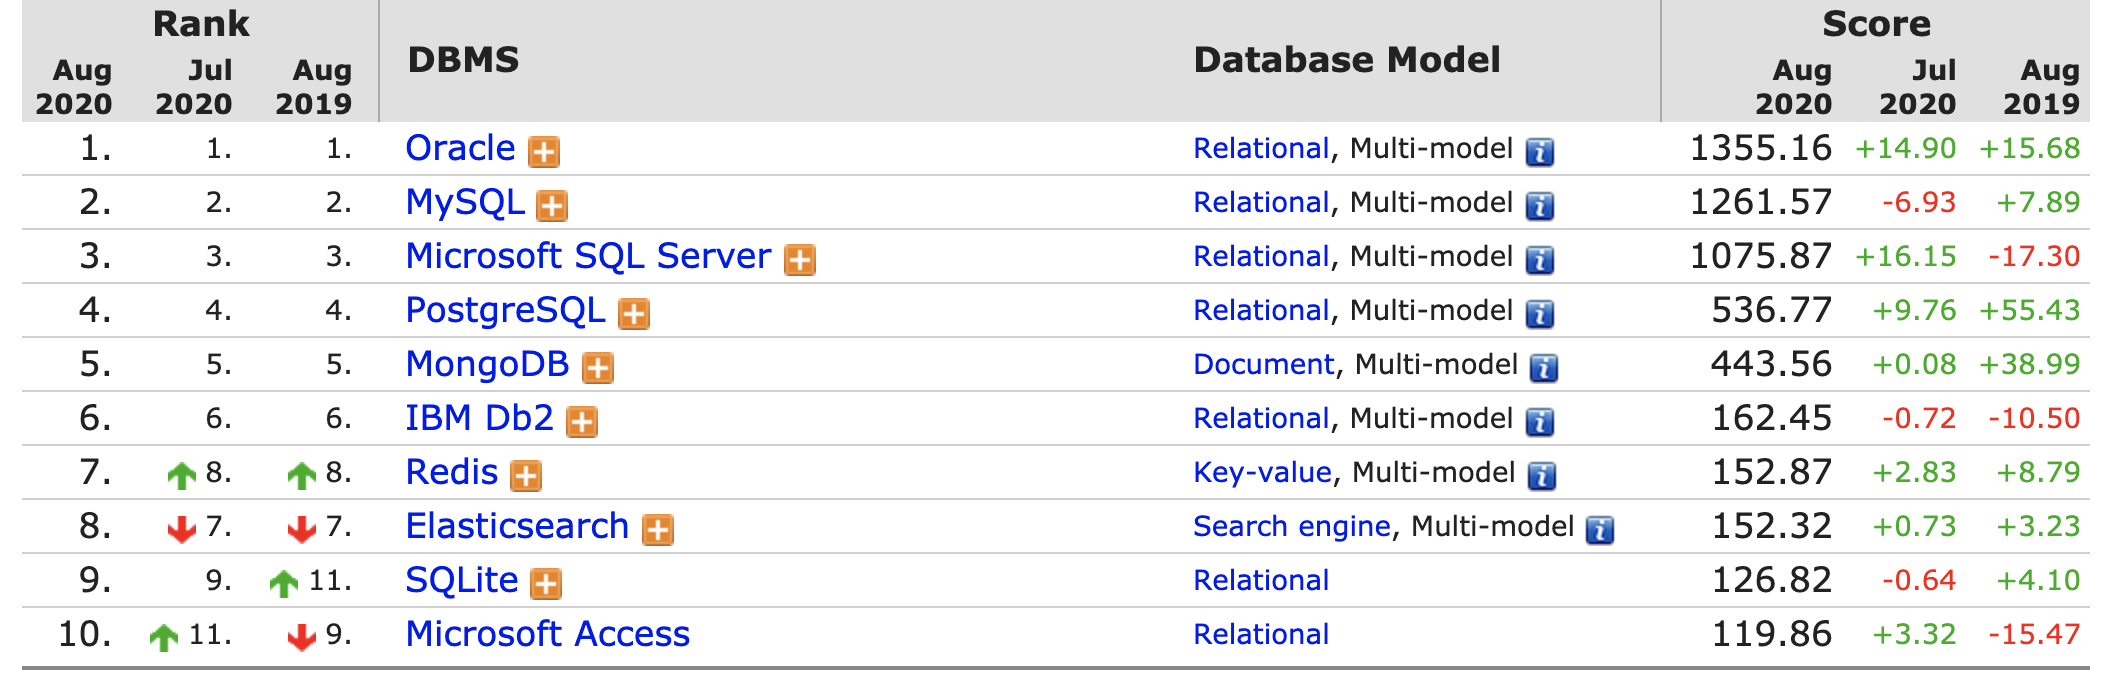 Rank Score
Aug Jul Aug DBMS Database Model Aug Jul Aug
2020 2020 2019 2020 2020 2019
1. 1. 1. Oracle Relational, Multi-model 1355.16 +14.90 +15.68
2. 2. 2. MySQL Relational, Multi-model 1261.57 -6.93 +7.89
3. 3. 3. Microsoft SQL Server Relational, Multi-model 1075.87 +16.15 -17.30
4. 4. 4. PostgreSQL Relational, Multi-model 536.77 +9.76 +55.43
5. 5. 5. MongoDB Document, Multi-model 443.56 +0.08 +38.99
6. 6. 6. IBM Db2 Relational, Multi-model 162.45 -0.72 -10.50
7. 8. 8. Redis Key-value, Multi-model 152.87 +2.83 +8.79
8. 7. 7. Elasticsearch Search engine, Multi-model 152.32 +0.73 +3.23
9. 9. 11. SQLite Relational 126.82 -0.64 +4.10
10. 11. 9. Microsoft Access Relational 119.86 +3.32 -15.47